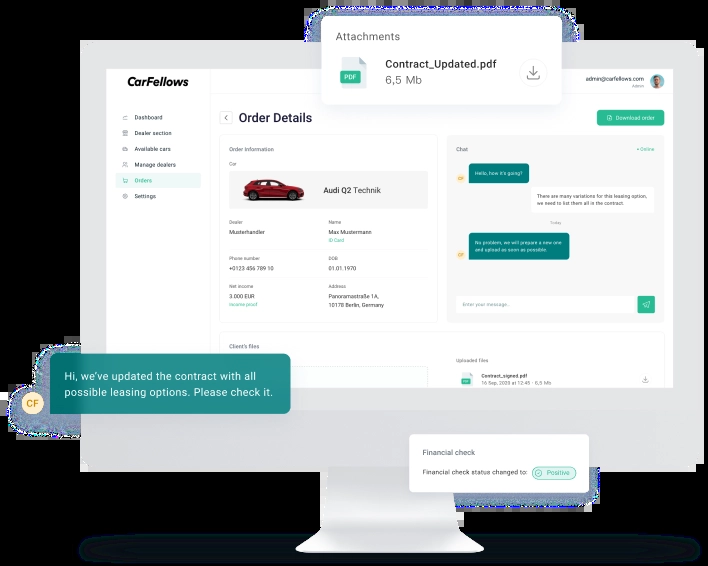 Attachments
PDF
Contract_Updated.pdf
6,5 Mb
CarFellows
admin@carfellows.com
Admin
Dashboard
Dealer section
Available cars
Manage dealers
Orders
Settings
Order Details
Download order
Order information
Car
Audi Q2 Technik
Dealer
Musterhandler
Name
Max Mustermann
ID Card
Phone number
+0123 456 789 10
DOB
01.01.1970
Net income
3.000 EUR
Income proof
Address
Panoramastraße 1A,
10178 Berlin, Germany
Chat
• Online
CF
Hello, how it's going?
There are many variations for this leasing option,
we need to list them all in the contract.
Today
CF
No problem, we will prepare a new one
and upload as soon as possible.
Enter your message...
Client's files
Uploaded files
Contract_signed.pdf
16 Sep, 2020 at 12:45 - 6,5 Mb
CF
Hi, we've updated the contract with all
possible leasing options. Please check it.
Financial check
Financial check status changed to:
Positive